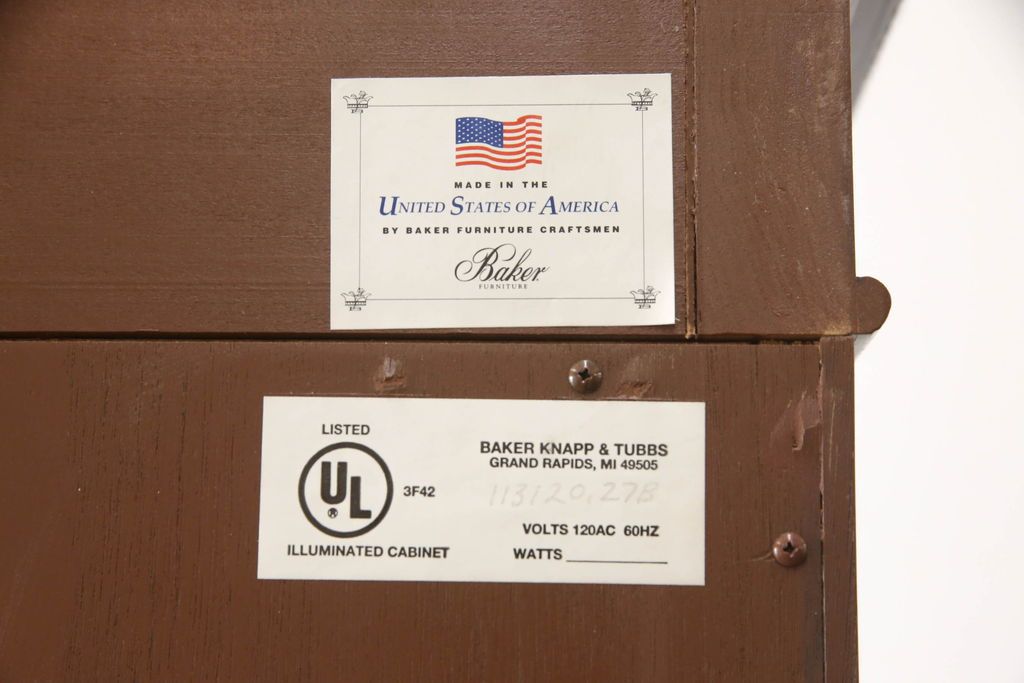 MADE IN THE
UNITED STATES OF AMERICA
BY BAKER FURNITURE CRAFTSMEN
Baker
FURNITURE
LISTED
UL
®
3F42
ILLUMINATED CABINET
BAKER KNAPP & TUBBS
GRAND RAPIDS, MI 49505
113120.27B
VOLTS 120AC 60HZ
WATTS